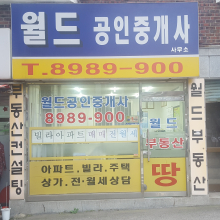 월드 공인중개사
사무소
T.8989-900
부동산컨설팅
월드공인중개사
8989-900
빌라아파트매매전월세
아파트, 빌라, 주택
상가, 전·월세상담
월드
부동산
땅
월드부동산